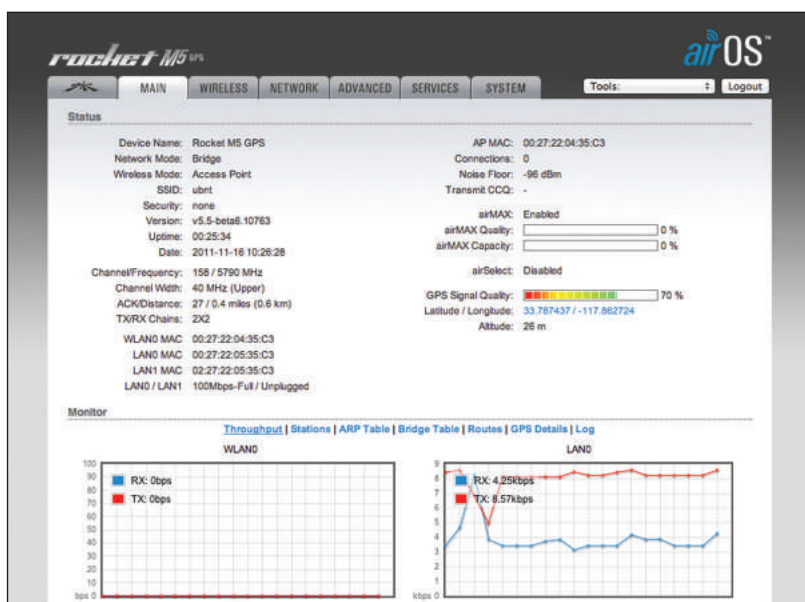 rocket M5 GPS
airOS™
MAIN WIRELESS NETWORK ADVANCED SERVICES SYSTEM Tools: Logout
Status
Device Name: Rocket M5 GPS
Network Mode: Bridge
Wireless Mode: Access Point
SSID: ubnt
Security: none
Version: v5.5-beta6.10763
Uptime: 00:25:34
Date: 2011-11-16 10:26:28
Channel/Frequency: 158 / 5790 MHz
Channel Width: 40 MHz (Upper)
ACK/Distance: 27 / 0.4 miles (0.6 km)
TX/RX Chains: 2X2
WLAN0 MAC 00:27:22:04:35:C3
LAN0 MAC 00:27:22:05:35:C3
LAN1 MAC 02:27:22:05:35:C3
LAN0 / LAN1 100Mbps-Full / Unplugged
AP MAC: 00:27:22:04:35:C3
Connections: 0
Noise Floor: -96 dBm
Transmit CCQ: -
airMAX: Enabled
airMAX Quality: 0 %
airMAX Capacity: 0 %
airSelect: Disabled
GPS Signal Quality: 70 %
Latitude / Longitude: 33.787437 / -117.862724
Altitude: 26 m
Monitor
Throughput | Stations | ARP Table | Bridge Table | Routes | GPS Details | Log
WLAN0
100
90
80
70
60
50
40
30
20
10
bps 0
RX: 0bps
TX: 0bps
LAN0
9
8
7
6
5
4
3
2
1
kbps 0
RX: 4.25kbps
TX: 8.57kbps